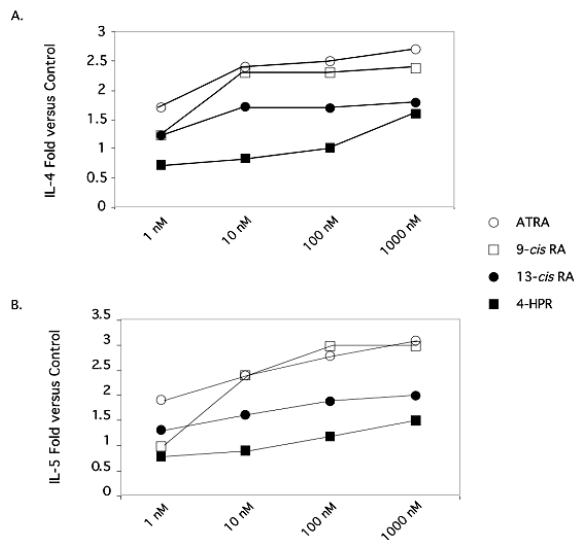 A.
IL-4 Fold versus Control
3
2.5
2
1.5
1
0.5
0
1 nM
10 nM
100 nM
1000 nM
ATRA
9-cis RA
13-cis RA
4-HPR
B.
IL-5 Fold versus Control
3.5
3
2.5
2
1.5
1
0.5
0
1 nM
10 nM
100 nM
1000 nM